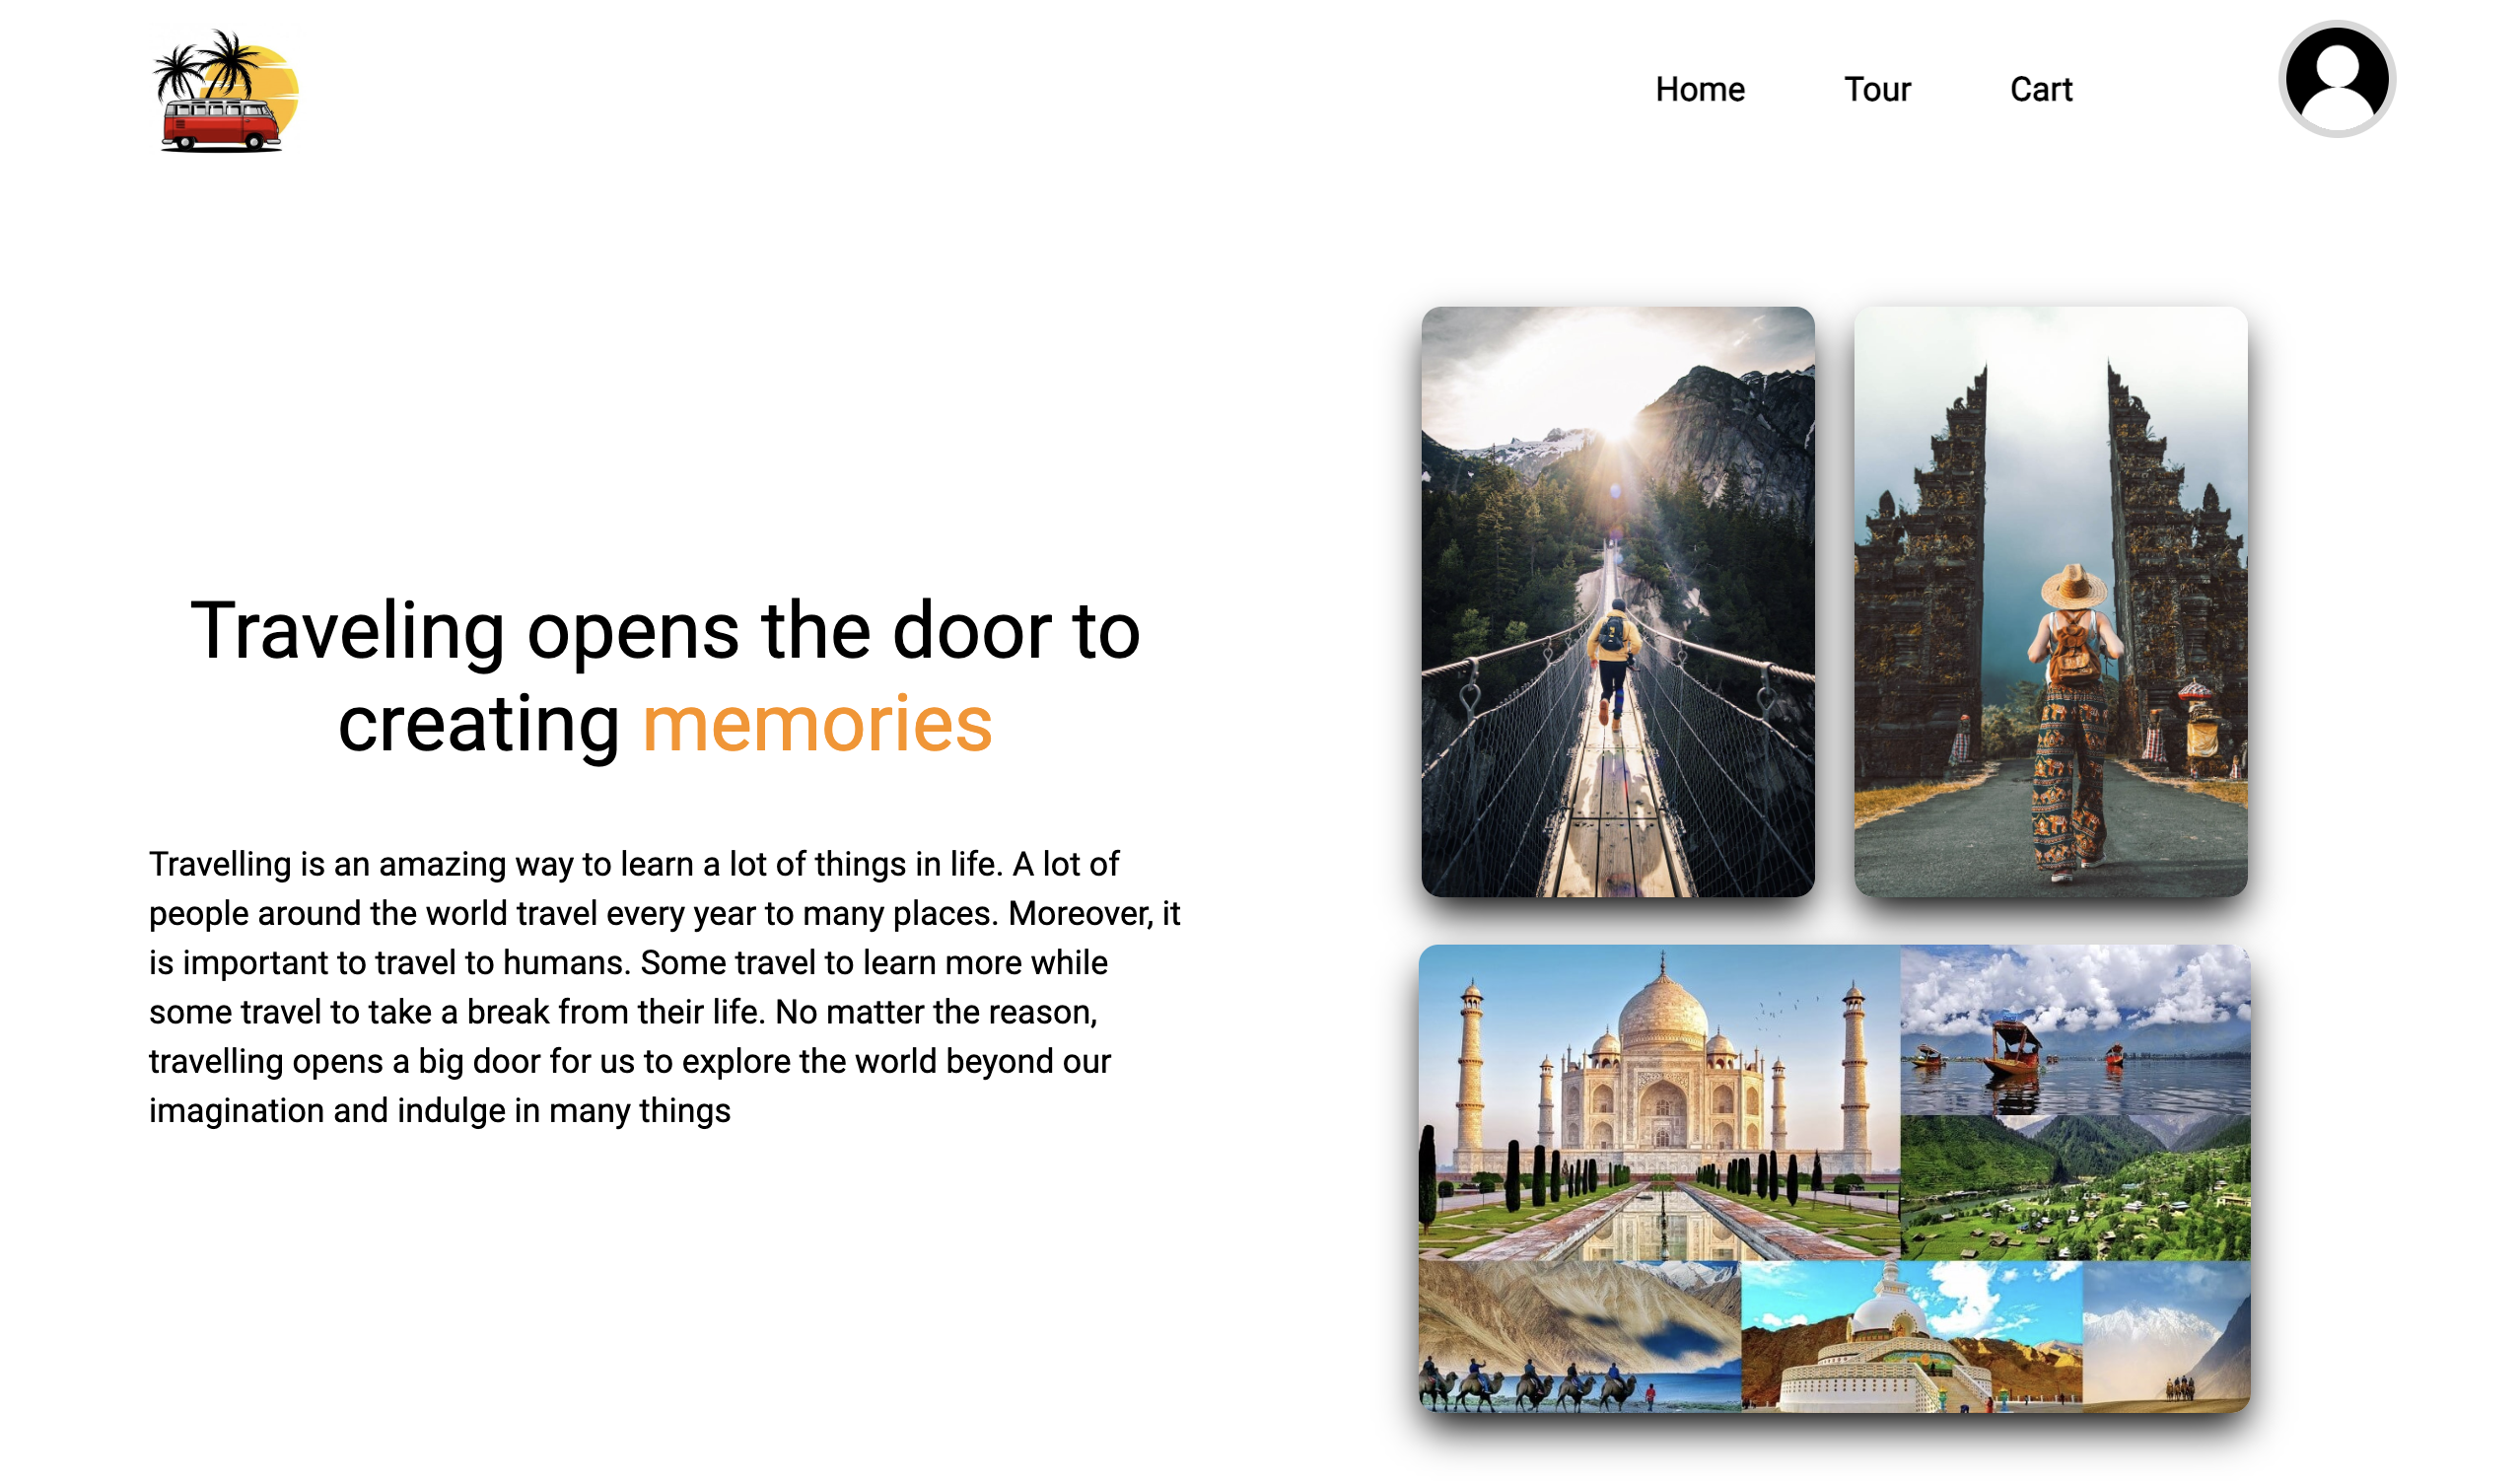 Home Tour Cart
Traveling opens the door to
creating memories
Travelling is an amazing way to learn a lot of things in life. A lot of
people around the world travel every year to many places. Moreover, it
is important to travel to humans. Some travel to learn more while
some travel to take a break from their life. No matter the reason,
travelling opens a big door for us to explore the world beyond our
imagination and indulge in many things